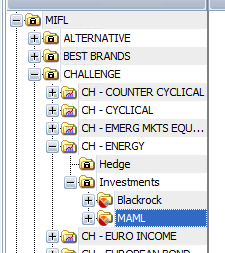 MIFL
ALTERNATIVE
BEST BRANDS
CHALLENGE
CH - COUNTER CYCLICAL
CH - CYCLICAL
CH - EMERG MKTS EQU...
CH - ENERGY
Hedge
Investments
Blackrock
MAML
CH - EURO INCOME
CH - EUROPEAN BOND